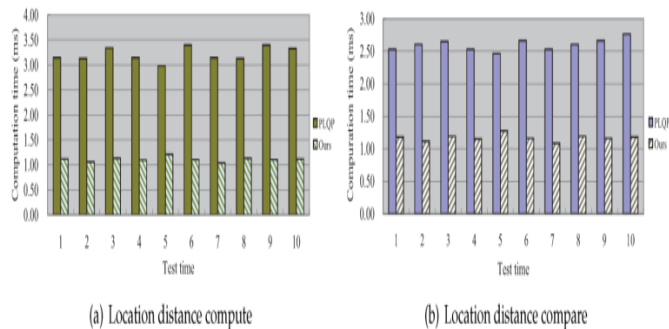 4.00
3.50
3.00
2.50
2.00
1.50
1.00
0.50
0.00
Computation time (ms)
1 2 3 4 5 6 7 8 9 10
Test time
PLQP
Ours
(a) Location distance compute
3.00
2.50
2.00
1.50
1.00
0.50
0.00
Compuration time (ms)
1 2 3 4 5 6 7 8 9 10
Test time
PLQP
Ours
(b) Location distance compare